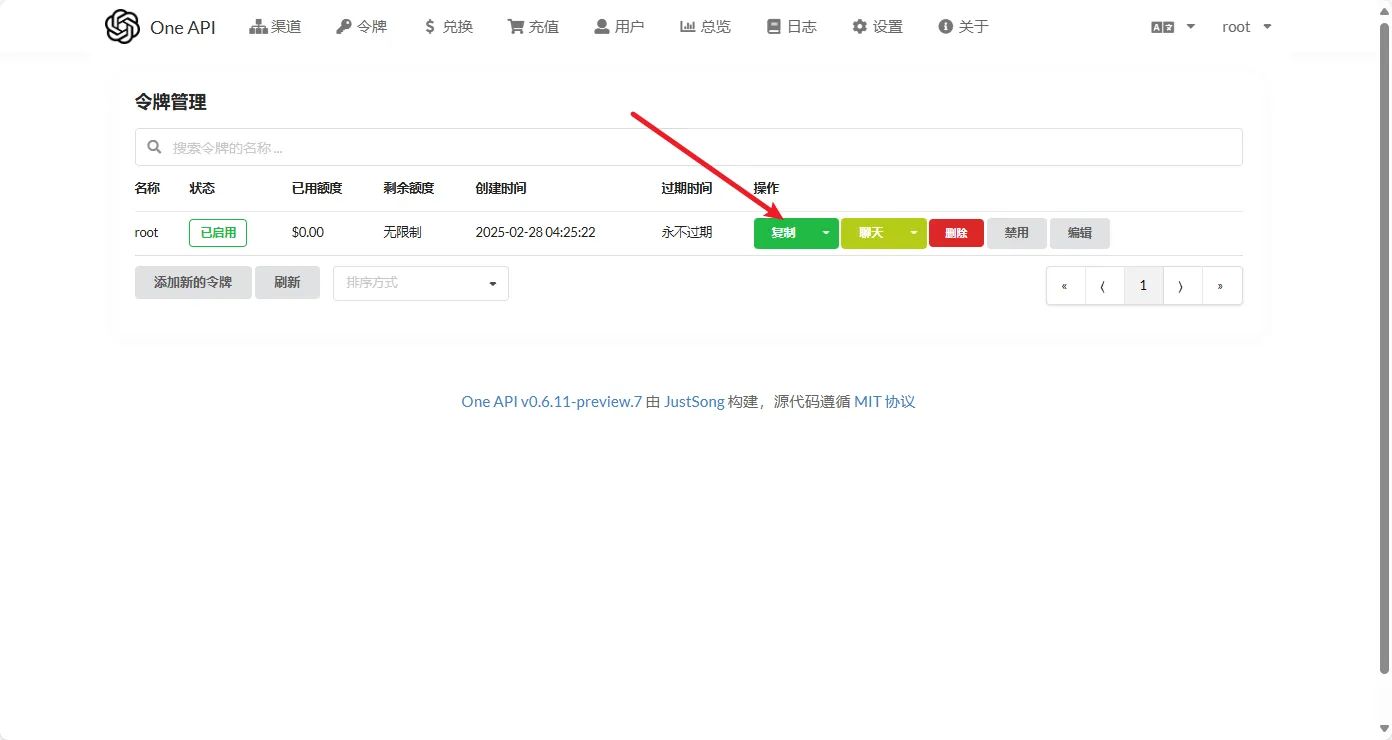 One API 渠道 令牌 兑换 充值 用户 总览 日志 设置 关于 root
令牌管理
搜索令牌的名称 ...
名称 状态 已用额度 剩余额度 创建时间 过期时间 操作
root 已启用 $0.00 无限制 2025-02-28 04:25:22 永不过期 复制 聊天 删除 禁用 编辑
添加新的令牌 刷新 排序方式 « ⟨ 1 ⟩ »
One API v0.6.11-preview.7 由 JustSong 构建，源代码遵循 MIT 协议